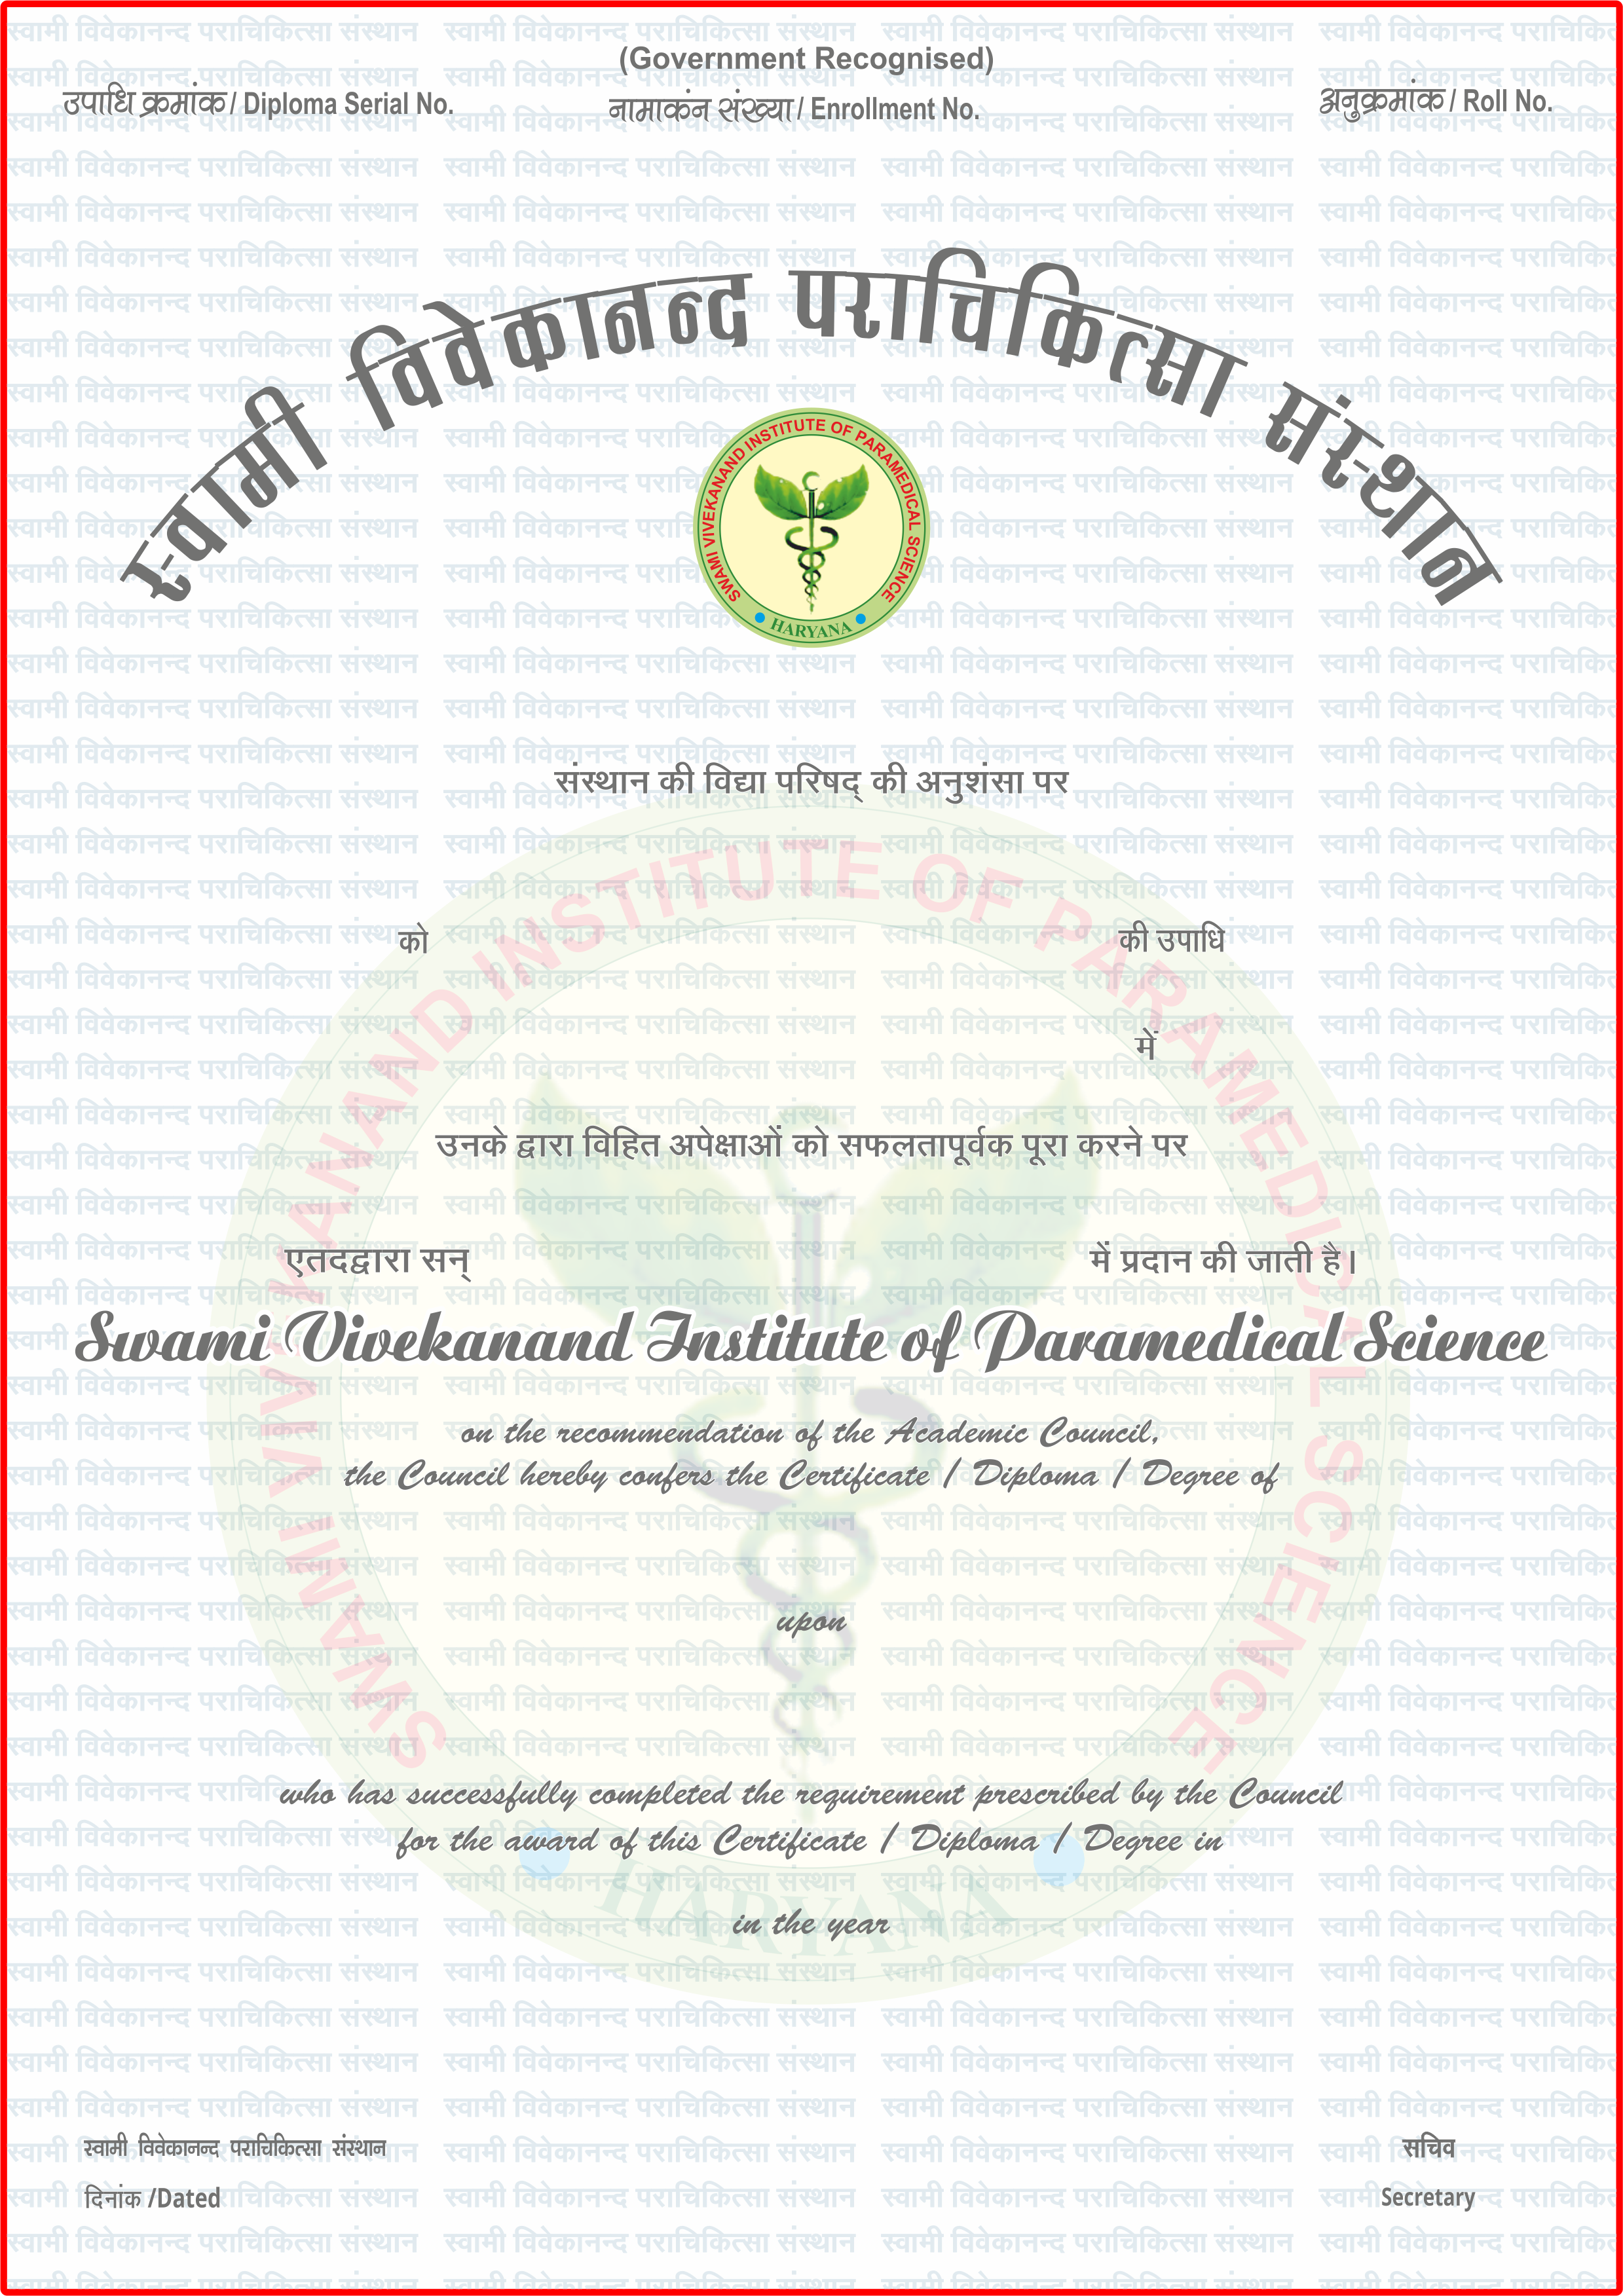 (Government Recognised)
उपाधि क्रमांक / Diploma Serial No.
नामाकंन संख्या / Enrollment No.
अनुक्रमांक / Roll No.
स्वामी विवेकानन्द पराचिकित्सा संस्थान
SWAMI VIVEKANAND INSTITUTE OF PARAMEDICAL SCIENCE
HARYANA
संस्थान की विद्या परिषद् की अनुशंसा पर
को
की उपाधि
में
उनके द्वारा विहित अपेक्षाओं को सफलतापूर्वक पूरा करने पर
एतदद्वारा सन्
में प्रदान की जाती है।
Swami Vivekanand Institute of Paramedical Science
on the recommendation of the Academic Council,
the Council hereby confers the Certificate / Diploma / Degree of
upon
who has successfully completed the requirement prescribed by the Council
for the award of this Certificate / Diploma / Degree in
in the year
स्वामी विवेकानन्द पराचिकित्सा संस्थान
सचिव
दिनांक /Dated
Secretary